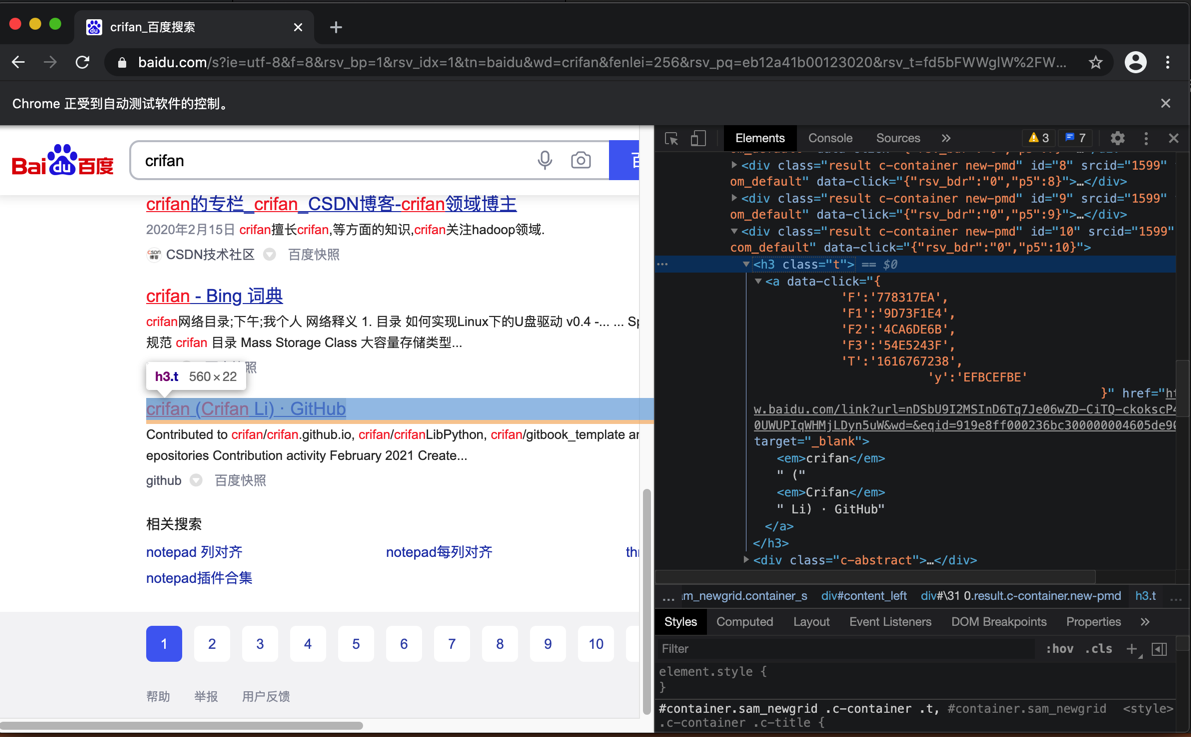 crifan_百度搜索
baidu.com/s?ie=utf-8&f=8&rsv_bp=1&rsv_idx=1&tn=baidu&wd=crifan&fenlei=256&rsv_pq=eb12a41b00123020&rsv_t=fd5bFWWgIW%2FW...
Chrome 正受到自动测试软件的控制。
Bai du 百度
crifan
crifan的专栏_crifan_CSDN博客-crifan领域博主
2020年2月15日 crifan擅长crifan,等方面的知识,crifan关注hadoop领域.
CSDN技术社区 百度快照
crifan - Bing 词典
crifan网络目录;下午;我个人 网络释义 1. 目录 如何实现Linux下的U盘驱动 v0.4 -... ... Sp
规范 crifan 目录 Mass Storage Class 大容量存储类型...
h3.t 560×22
crifan (Crifan Li) · GitHub
Contributed to crifan/crifan.github.io, crifan/crifanLibPython, crifan/gitbook_template an
epositories Contribution activity February 2021 Create...
github 百度快照
相关搜索
notepad 列对齐 notepad每列对齐 thr
notepad插件合集
1 2 3 4 5 6 7 8 9 10
帮助 举报 用户反馈
Elements Console Sources » 3 7
<div class="result c-container new-pmd" id="8" srcid="1599"
om_default" data-click="{"rsv_bdr":"0","p5":8}">…</div>
<div class="result c-container new-pmd" id="9" srcid="1599"
om_default" data-click="{"rsv_bdr":"0","p5":9}">…</div>
<div class="result c-container new-pmd" id="10" srcid="1599"
com_default" data-click="{"rsv_bdr":"0","p5":10}">
<h3 class="t"> == $0
<a data-click="{
'F':'778317EA',
'F1':'9D73F1E4',
'F2':'4CA6DE6B',
'F3':'54E5243F',
'T':'1616767238',
'y':'EFBCEFBE'
}" href="ht
w.baidu.com/link?url=nDSbU9I2MSInD6Tq7Je06wZD-CiTQ-ckokscP4
0UWUPIqWHMjLDyn5uW&wd=&eqid=919e8ff000236bc300000004605de90
target="_blank">
<em>crifan</em>
" ("
<em>Crifan</em>
" Li) · GitHub"
</a>
</h3>
<div class="c-abstract">…</div>
... m_newgrid.container_s div#content_left div#\31 0.result.c-container.new-pmd h3.t ...
Styles Computed Layout Event Listeners DOM Breakpoints Properties »
Filter :hov .cls +
element.style {
}
#container.sam_newgrid .c-container .t, #container.sam_newgrid <style>
.c-container .c-title {